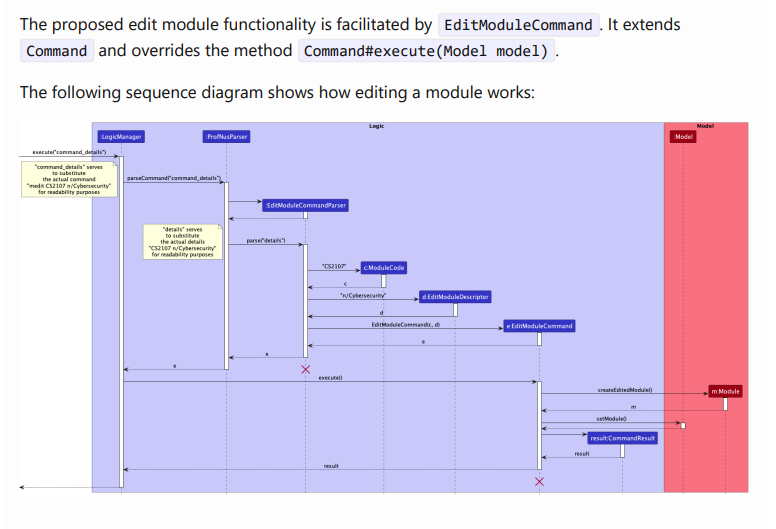 The proposed edit module functionality is facilitated by EditModuleCommand . It extends
Command and overrides the method Command#execute(Model model) .
The following sequence diagram shows how editing a module works:
Logic
Model
:LogicManager
:ProfNusParser
:Model
execute("command_details")
"command_details" serves
to substitute
the actual command
"medit CS2107 n/Cybersecurity"
for readability purposes
parseCommand("command_details")
:EditModuleCommandParser
"details" serves
to substitute
the actual details
"CS2107 n/Cybersecurity"
for readability purposes
parse("details")
"CS2107"
c:ModuleCode
c
"n/Cybersecurity"
d:EditModuleDescriptor
d
EditModuleCommand(c, d)
e:EditModuleCommand
e
e
e
execute()
createEditedModule()
m:Module
m
setModule()
result:CommandResult
result
result